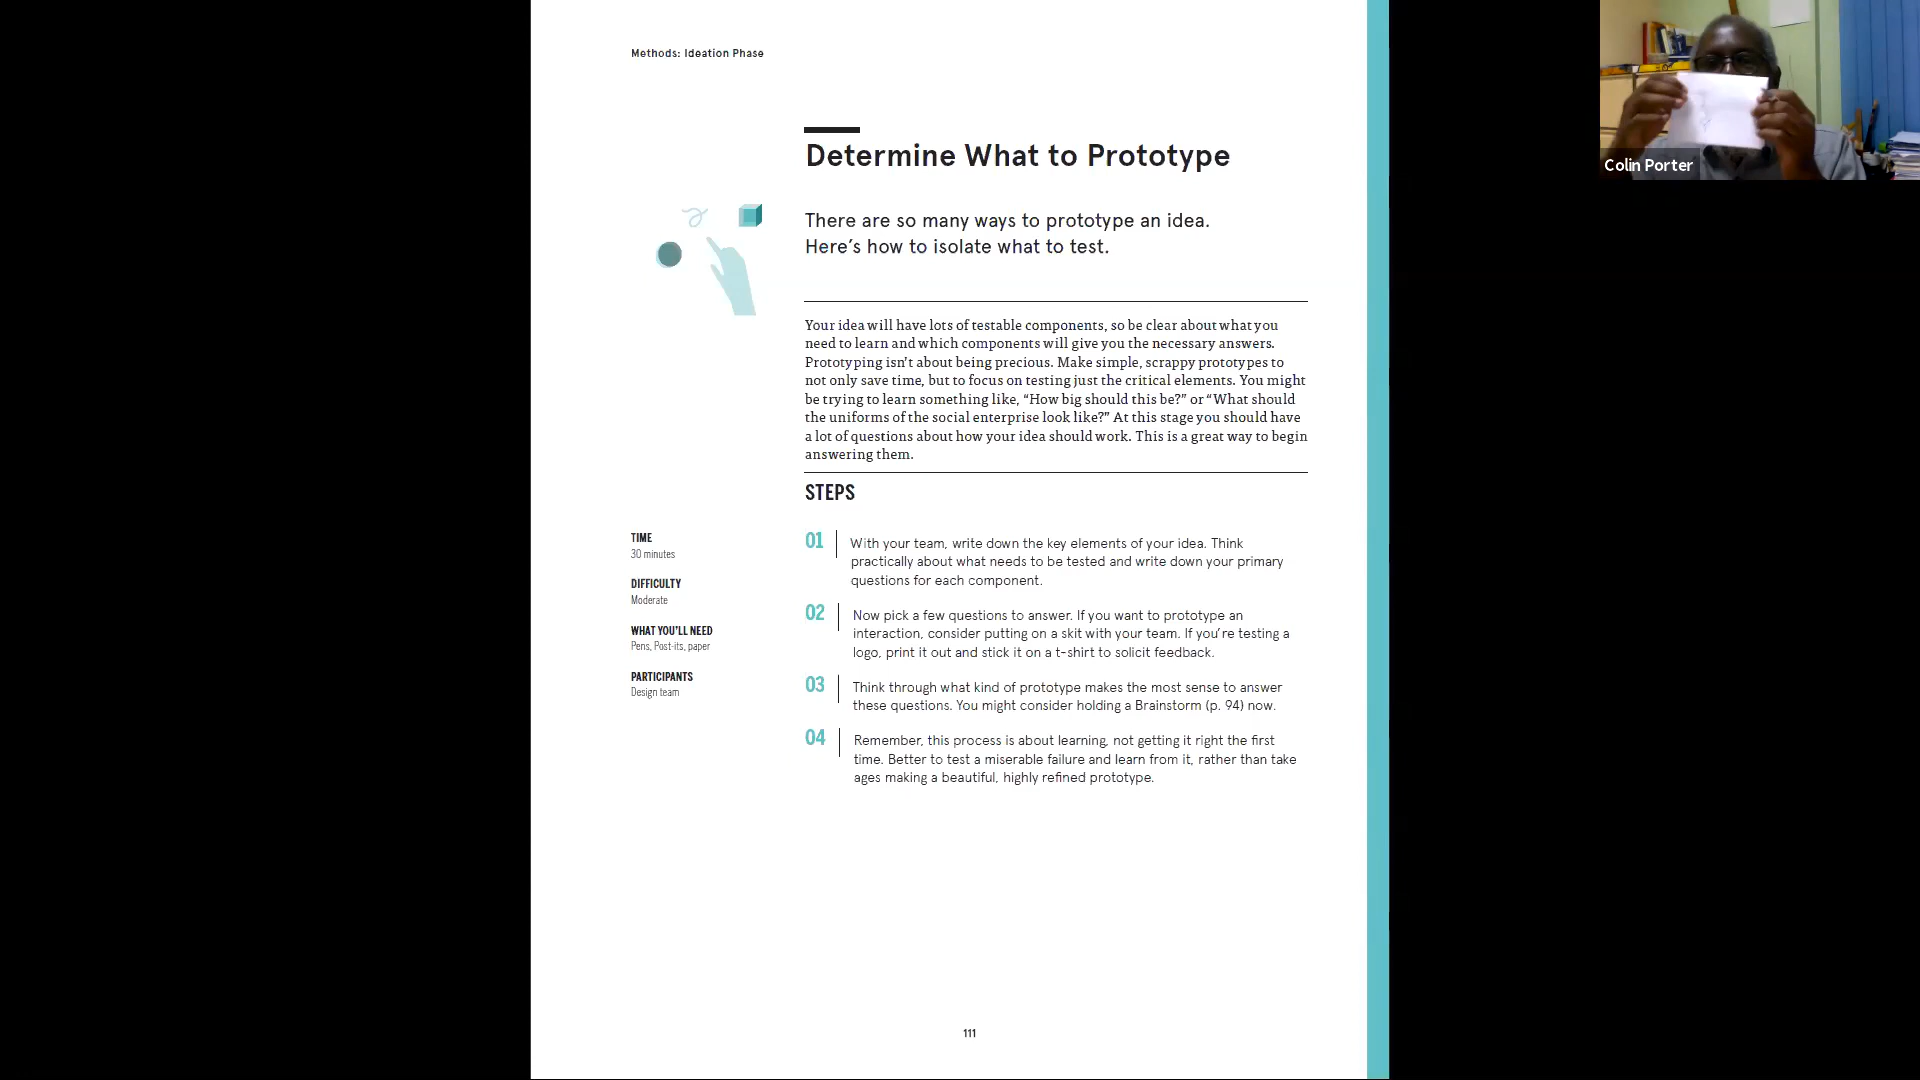 Methods: Ideation Phase
Determine What to Prototype
There are so many ways to prototype an idea.
Here's how to isolate what to test.
Your idea will have lots of testable components, so be clear about what you
need to learn and which components will give you the necessary answers.
Prototyping isn't about being precious. Make simple, scrappy prototypes to
not only save time, but to focus on testing just the critical elements. You might
be trying to learn something like, “How big should this be?” or “What should
the uniforms of the social enterprise look like?” At this stage you should have
a lot of questions about how your idea should work. This is a great way to begin
answering them.
STEPS
TIME
30 minutes
DIFFICULTY
Moderate
WHAT YOU'LL NEED
Pens, Post-its, paper
PARTICIPANTS
Design team
01 With your team, write down the key elements of your idea. Think
practically about what needs to be tested and write down your primary
questions for each component.
02 Now pick a few questions to answer. If you want to prototype an
interaction, consider putting on a skit with your team. If you're testing a
logo, print it out and stick it on a t-shirt to solicit feedback.
03 Think through what kind of prototype makes the most sense to answer
these questions. You might consider holding a Brainstorm (p. 94) now.
04 Remember, this process is about learning, not getting it right the first
time. Better to test a miserable failure and learn from it, rather than take
ages making a beautiful, highly refined prototype.
111
Colin Porter